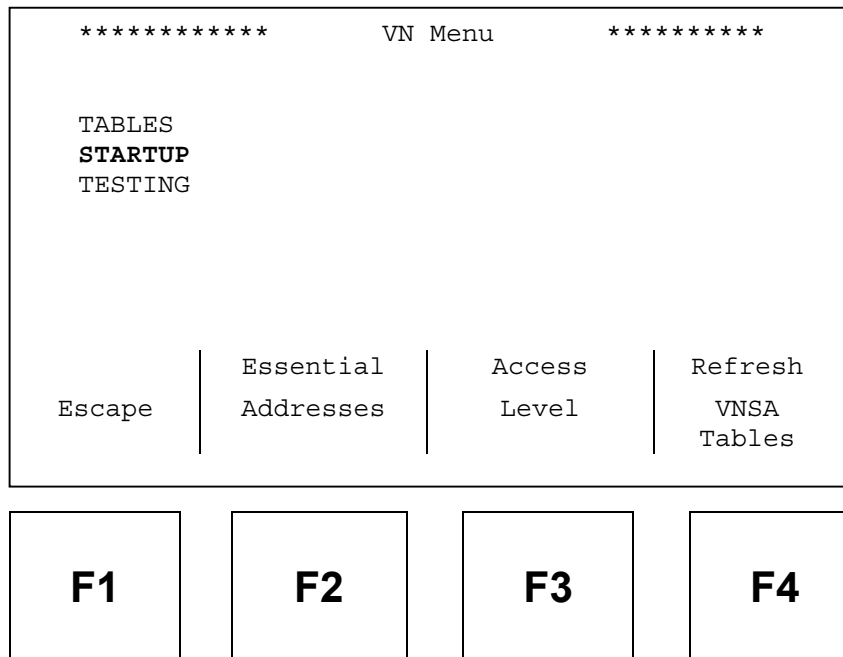 ************ VN Menu **********
TABLES
STARTUP
TESTING
Essential Access Refresh
Escape Addresses Level VNSA
Tables
F1 F2 F3 F4